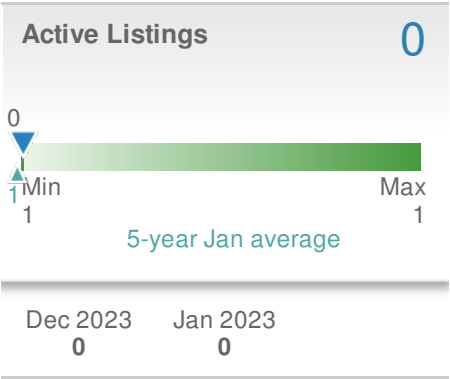 Active Listings 0
0
1
Min Max
1 1
5-year Jan average
Dec 2023 Jan 2023
0 0